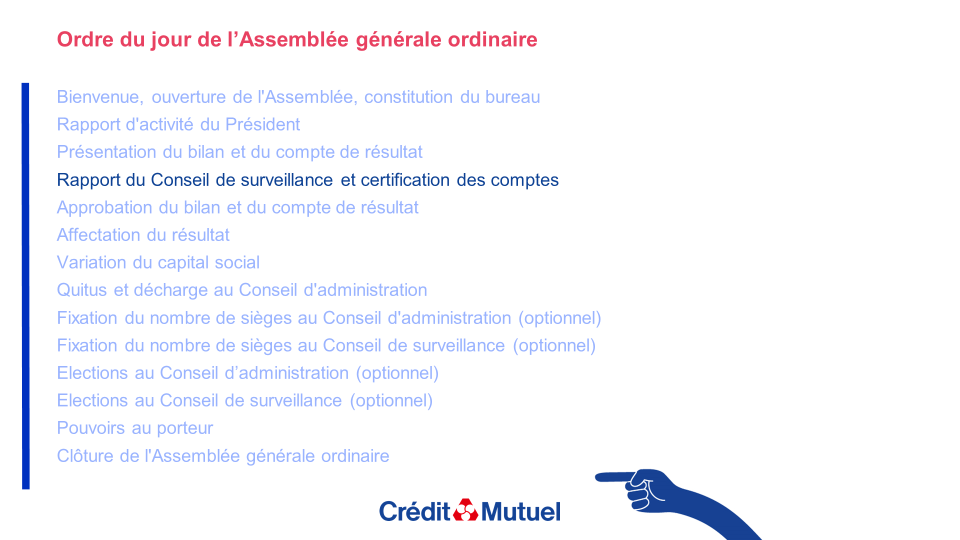 Ordre du jour de l’Assemblée générale ordinaire
Bienvenue, ouverture de l'Assemblée, constitution du bureau
Rapport d'activité du Président
Présentation du bilan et du compte de résultat
Rapport du Conseil de surveillance et certification des comptes
Approbation du bilan et du compte de résultat
Affectation du résultat
Variation du capital social
Quitus et décharge au Conseil d'administration
Fixation du nombre de sièges au Conseil d'administration (optionnel)
Fixation du nombre de sièges au Conseil de surveillance (optionnel)
Elections au Conseil d’administration (optionnel)
Elections au Conseil de surveillance (optionnel)
Pouvoirs au porteur
Clôture de l'Assemblée générale ordinaire
Crédit Mutuel